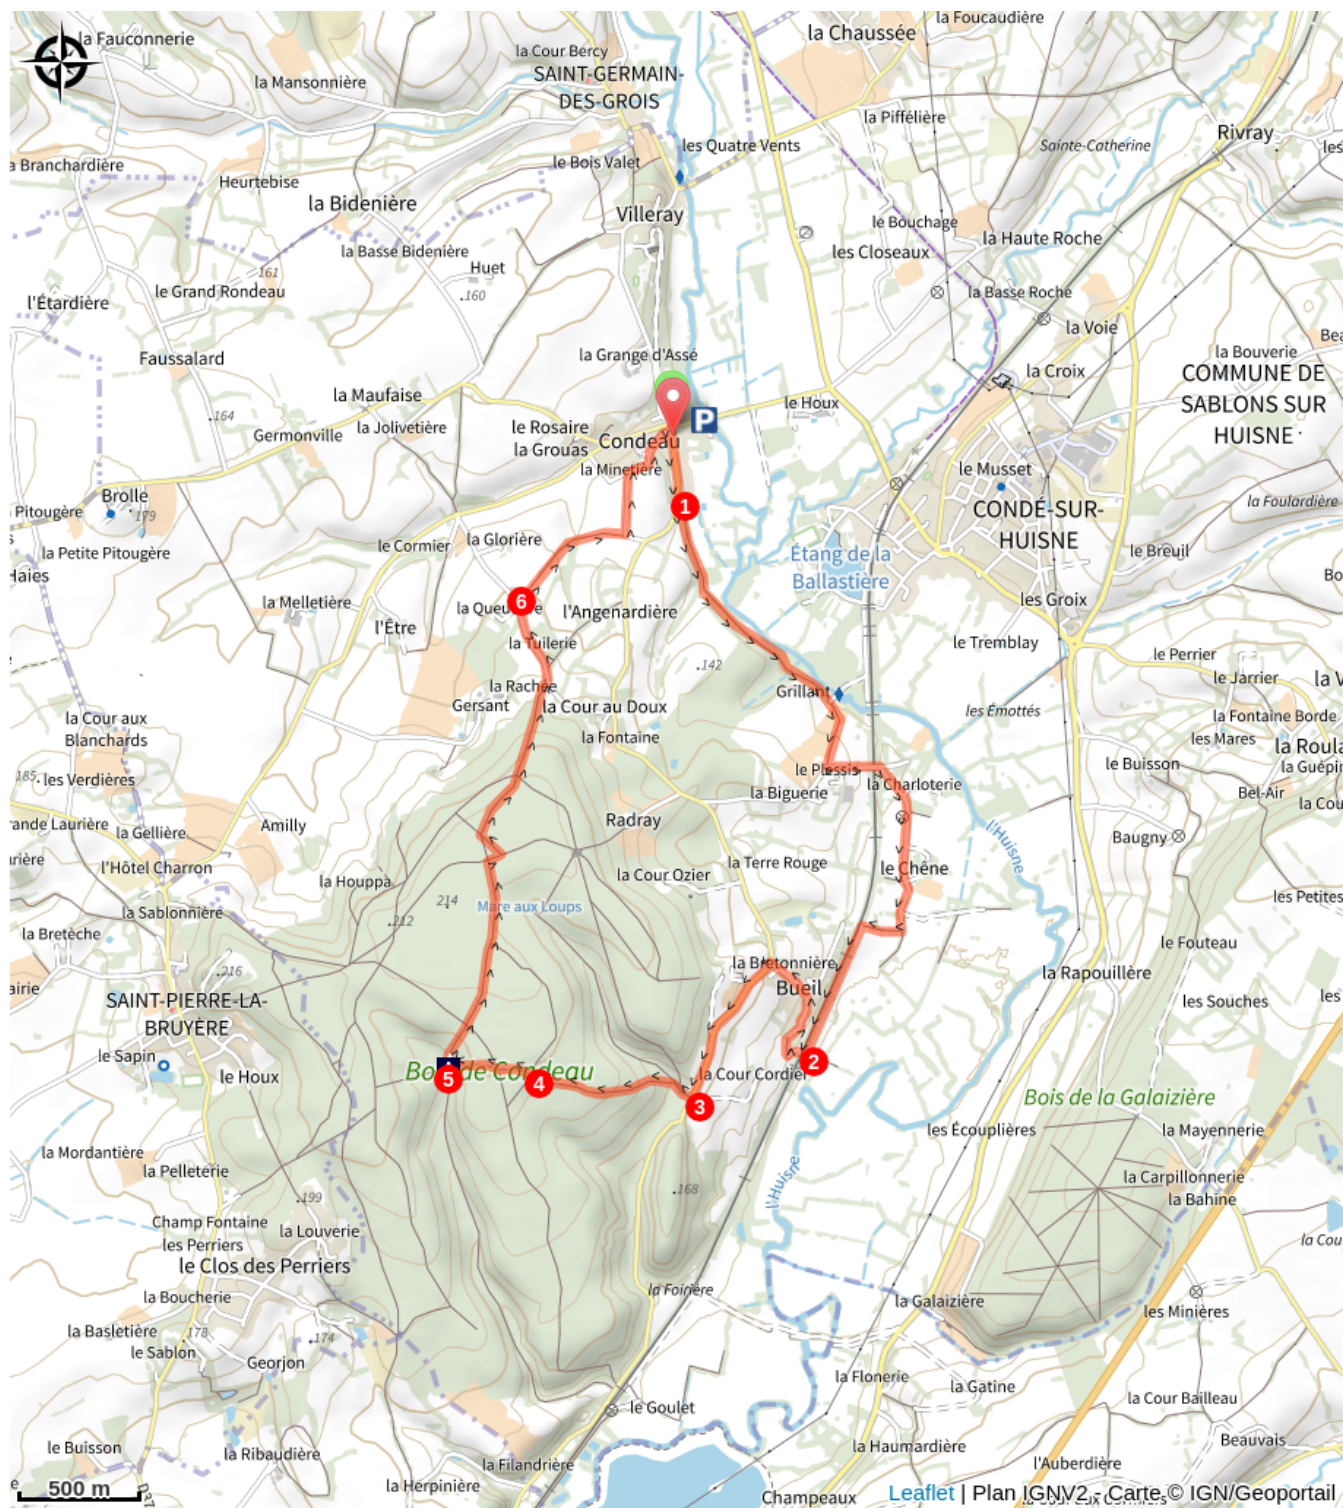 la Foucaudière
la Fauconnerie
la Chaussée
la Cour Bercy
SAINT-GERMAIN-
DES-GROIS
la Mansonnière
la Piffélière
Rivray
les Quatre Vents
Sainte-Catherine
le Bois Valet
a Branchardière
Heurtebise
la Bidenière
Villeray
le Bouchage
la Haute Roche
la Basse Bidenière
les Closeaux
Huet
161
160
le Grand Rondeau
la Basse Roche
l'Étardière
la Voie
la Grange d'Assé
Faussalard
la Bouverie
la Croix
COMMUNE DE
SABLONS SUR
HUISNE
la Maufaise
le Houx
P
164
la Jolivetière
le Rosaire
Germonville
la Grouas
Condeau
la Minetière
le Musset
Brolle
CONDÉ-SUR-
HUISNE
la Foulardière
Pitougère
179
1
la Glorière
le Cormier
la Petite Pitougère
Étang de la
Ballastière
le Breuil
Haies
6
la Melletière
l'Angenardière
les Groix
l'Être
la Tuilerie
le Tremblay
142
le Perrier
la Rachée
Grillant
le Jarrier
Gersant
la Cour au Doux
les Émottés
la Fontaine Borde
la Cour aux
Blanchards
la Fontaine
les Mares
185
les Verdières
le Plessis
la Charloterie
le Buisson
la Biguerie
Bel-Air
Radray
ande Laurière
la Gellière
Amilly
l'Huisne
Baugny
la Terre Rouge
l'Hôtel Charron
le Chêne
la Houppa
la Cour Ozier
214
Mare aux Loups
la Sablonnière
212
les Petites
la Bretèche
le Fouteau
216
la Bretonnière
la Rapouillère
Bueil
SAINT-PIERRE-LA-
BRUYÈRE
les Souches
les
le Sapin
2
le Houx
Bois de Condeau
la Cour Cordier
5
4
3
Bois de la Galaizière
les Écouplières
la Mayennerie
la Mordantière
la Pelleterie
l'Huisne
la Carpillonnerie
168
la Bahine
199
Champ Fontaine
la Louverie
les Perriers
le Clos des Perriers
la Foirière
la Boucherie
la Galaizière
les Minières
la Basletière
178
174
le Sablon
Georjon
la Flonerie
la Gatine
la Cour Bailleau
le Goulet
le Buisson
la Ribaudière
la Haumardière
Beauvais
la Filandrière
l'Auberdière
la Herpinière
500 m
D37
Champeaux
Leaflet | Plan IGNV2 - Carte © IGN/Geoportail